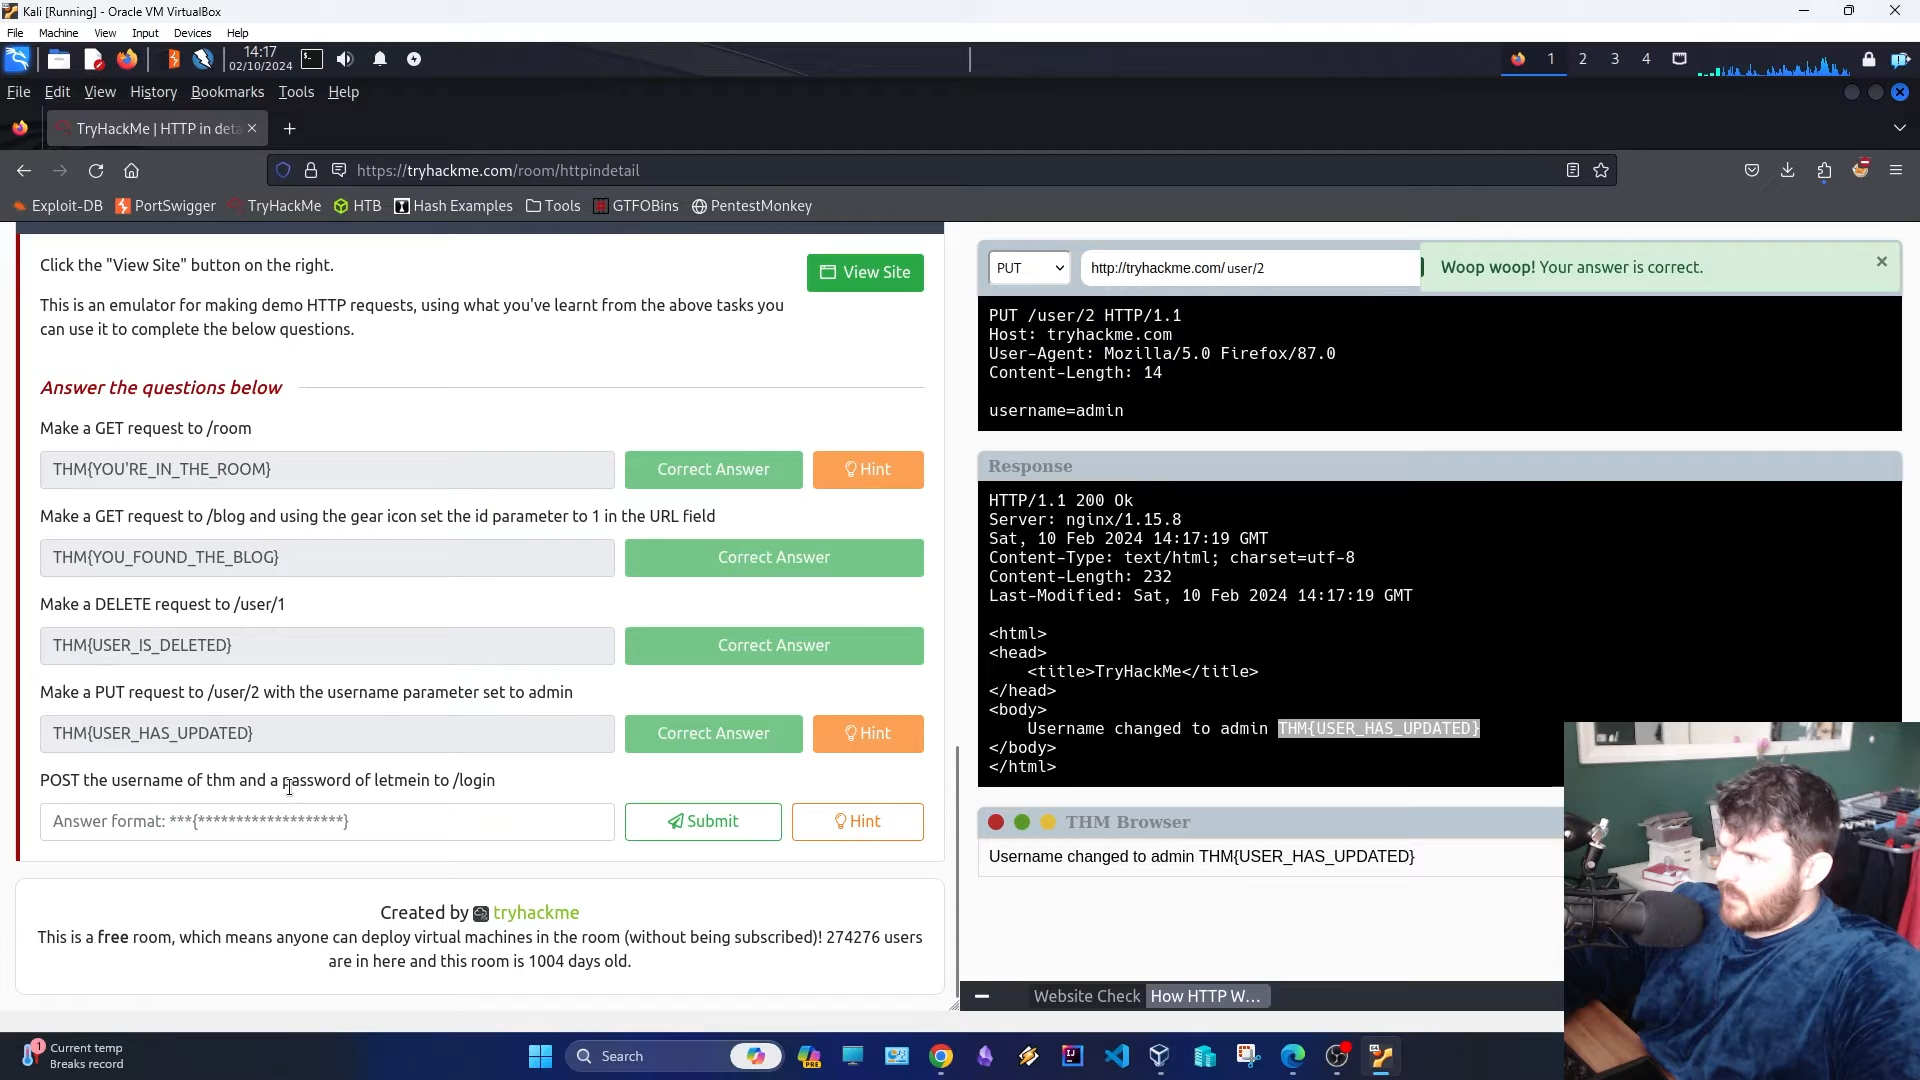 Kali [Running] - Oracle VM VirtualBox
File Machine View Input Devices Help
14:17
02/10/2024
1 2 3 4
File Edit View History Bookmarks Tools Help
TryHackMe | HTTP in deta
https://tryhackme.com/room/httpindetail
Exploit-DB PortSwigger TryHackMe HTB Hash Examples Tools GTFOBins PentestMonkey
Click the "View Site" button on the right.
View Site
This is an emulator for making demo HTTP requests, using what you've learnt from the above tasks you
can use it to complete the below questions.
Answer the questions below
Make a GET request to /room
THM{YOU'RE_IN_THE_ROOM}
Correct Answer
Hint
Make a GET request to /blog and using the gear icon set the id parameter to 1 in the URL field
THM{YOU_FOUND_THE_BLOG}
Correct Answer
Make a DELETE request to /user/1
THM{USER_IS_DELETED}
Correct Answer
Make a PUT request to /user/2 with the username parameter set to admin
THM{USER_HAS_UPDATED}
Correct Answer
Hint
POST the username of thm and a password of letmein to /login
Answer format: ***{*******************}
Submit
Hint
Created by tryhackme
This is a free room, which means anyone can deploy virtual machines in the room (without being subscribed)! 274276 users
are in here and this room is 1004 days old.
PUT
http://tryhackme.com/ user/2
Woop woop! Your answer is correct.
PUT /user/2 HTTP/1.1
Host: tryhackme.com
User-Agent: Mozilla/5.0 Firefox/87.0
Content-Length: 14
username=admin
Response
HTTP/1.1 200 Ok
Server: nginx/1.15.8
Sat, 10 Feb 2024 14:17:19 GMT
Content-Type: text/html; charset=utf-8
Content-Length: 232
Last-Modified: Sat, 10 Feb 2024 14:17:19 GMT
<html>
<head>
<title>TryHackMe</title>
</head>
<body>
Username changed to admin THM{USER_HAS_UPDATED}
</body>
</html>
THM Browser
Username changed to admin THM{USER_HAS_UPDATED}
Website Check How HTTP W...
1
Current temp
Breaks record
Search
PRE